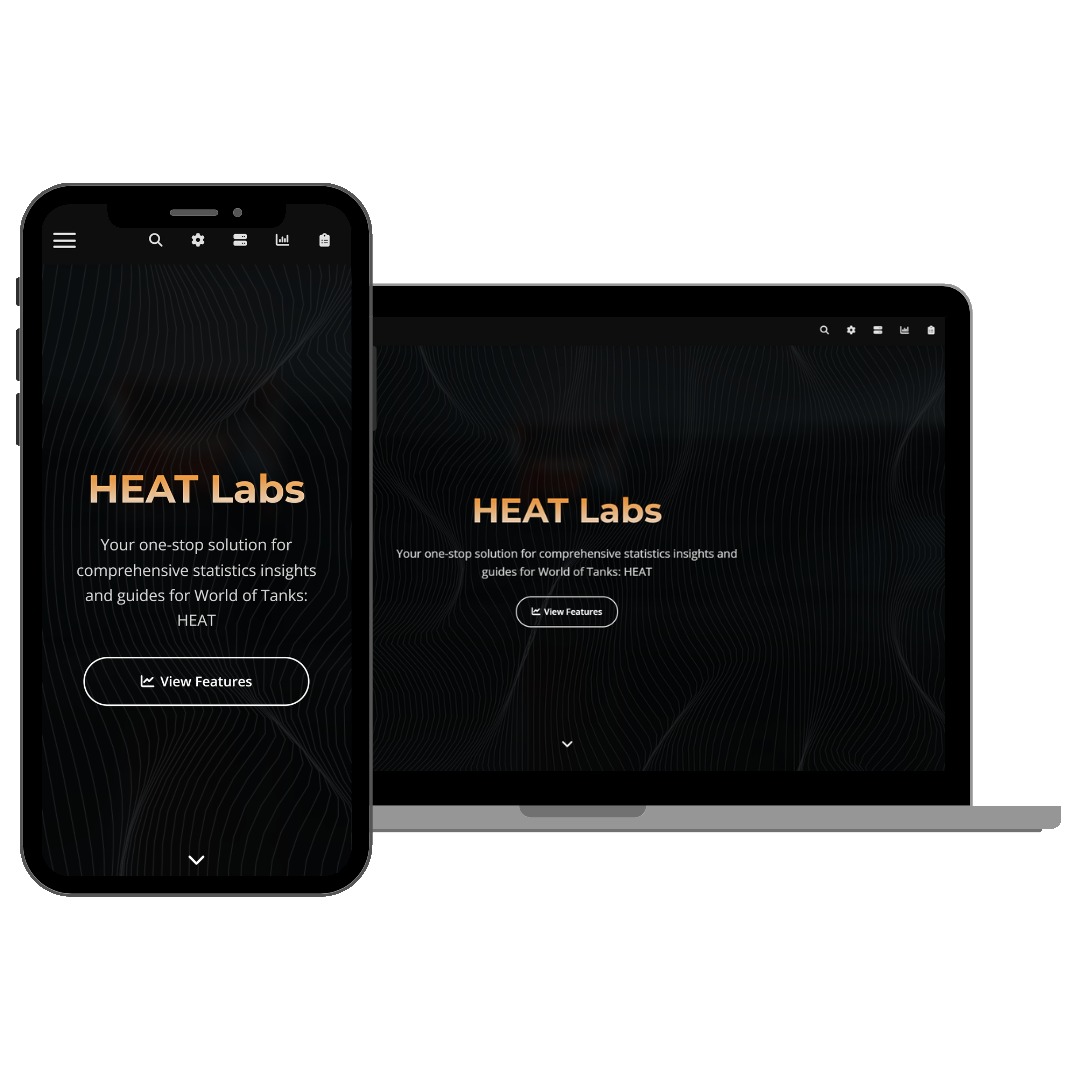 HEAT Labs
Your one-stop solution for
comprehensive statistics insights
and guides for World of Tanks:
HEAT
View Features
HEAT Labs
Your one-stop solution for comprehensive statistics insights and
guides for World of Tanks: HEAT
View Features